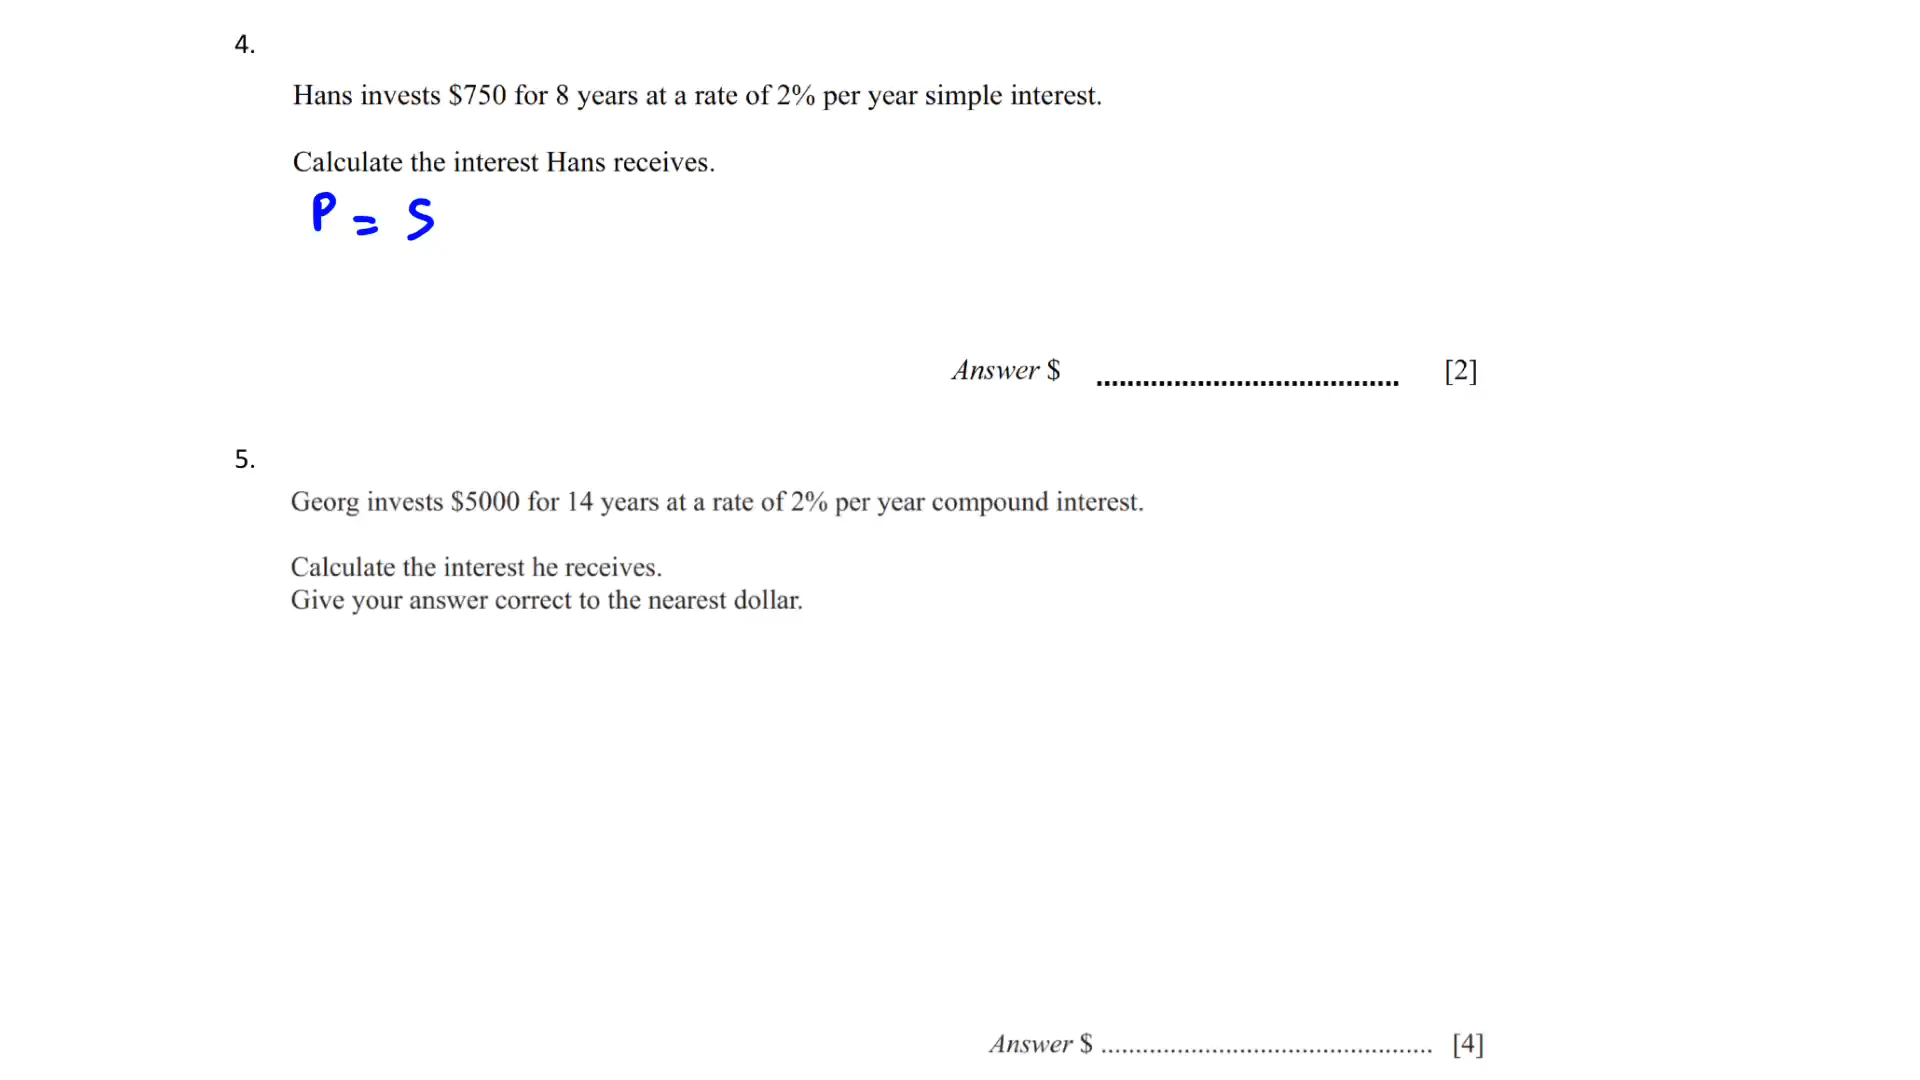 4.
Hans invests $750 for 8 years at a rate of 2% per year simple interest.
Calculate the interest Hans receives.
P = S
Answer $ ....................................... [2]
5.
Georg invests $5000 for 14 years at a rate of 2% per year compound interest.
Calculate the interest he receives.
Give your answer correct to the nearest dollar.
Answer $ ................................................ [4]